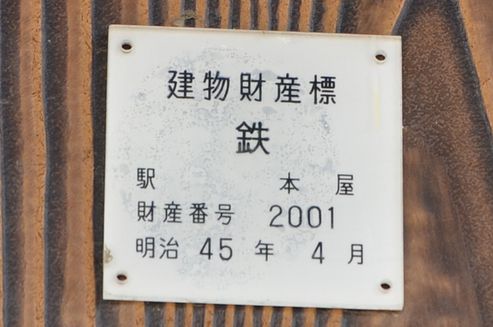 建物財産標
鉄
駅 本屋
財産番号 2001
明治 45 年 4 月